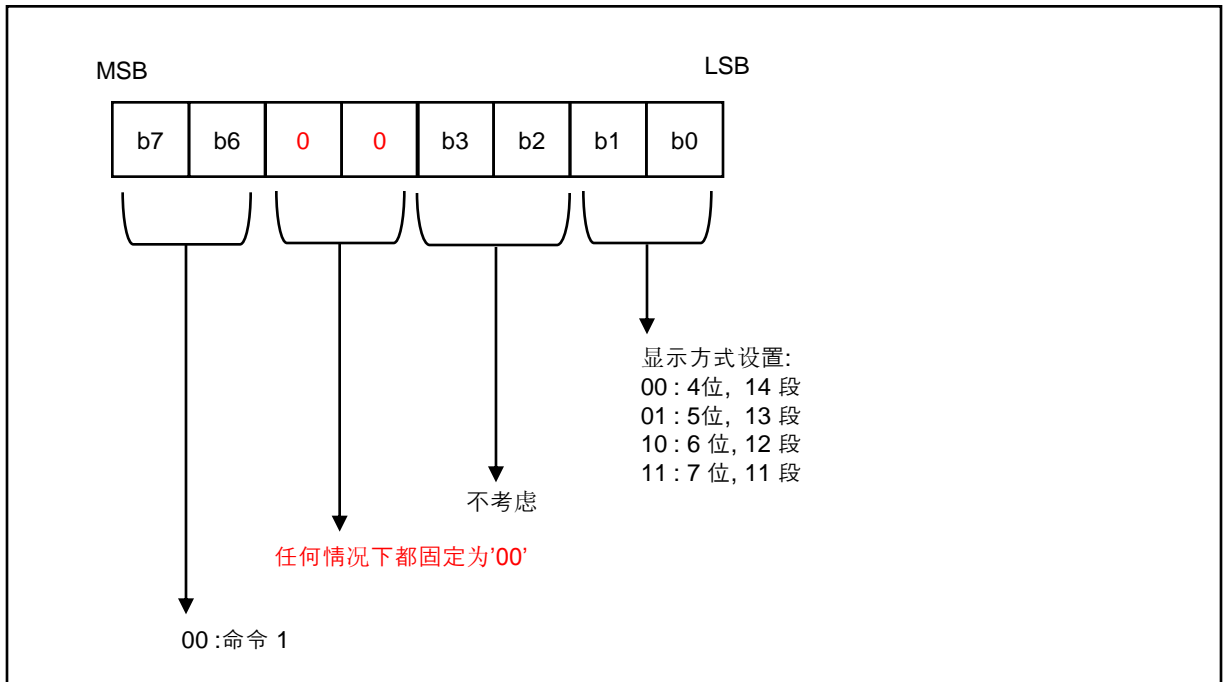 MSB
LSB
b7 b6 0 0 b3 b2 b1 b0
显示方式设置:
00 : 4位, 14 段
01 : 5位, 13 段
10 : 6 位, 12 段
11 : 7 位, 11 段
不考虑
任何情况下都固定为’00’
00 :命令 1